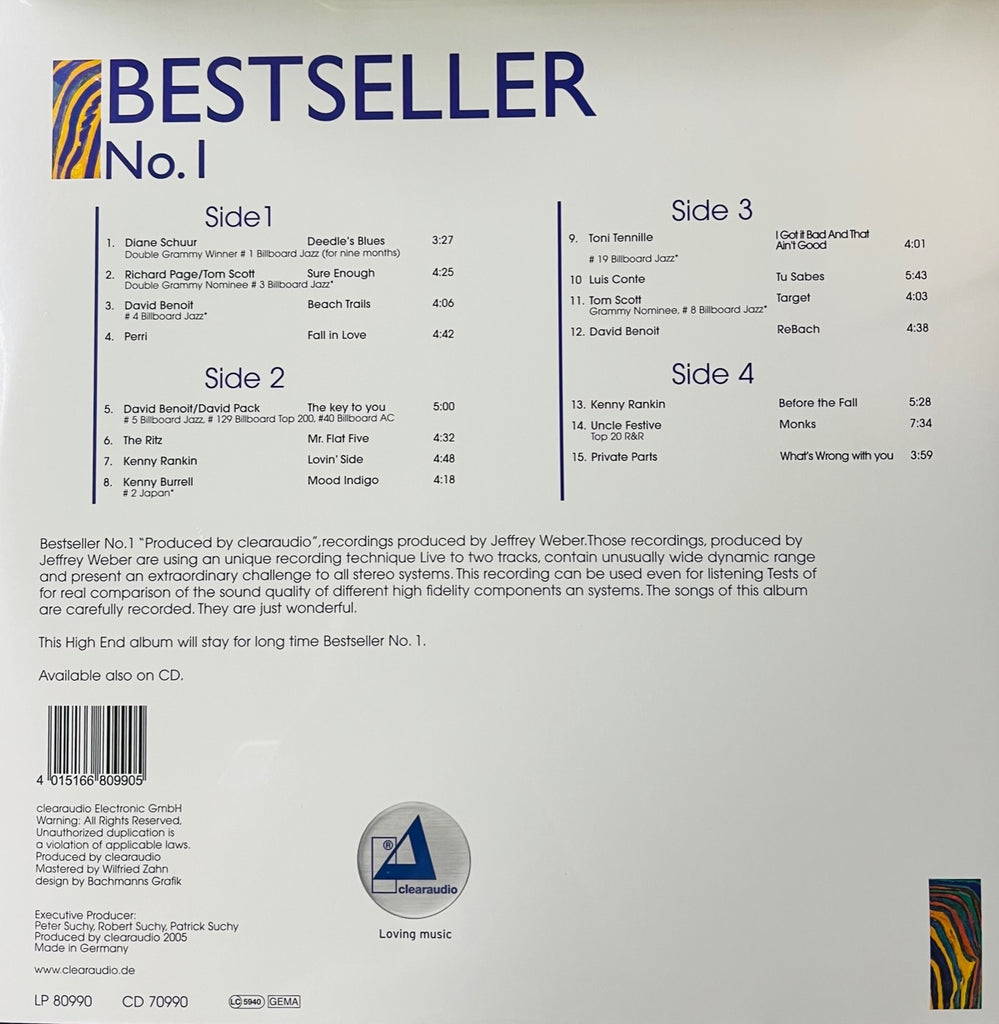 BESTSELLER
No. 1
Side1
1. Diane Schuur Deedle's Blues 3:27
Double Grammy Winner # 1 Billboard Jazz (for nine months)
2. Richard Page/Tom Scott Sure Enough 4:25
Double Grammy Nominee # 3 Billboard Jazz*
3. David Benoit Beach Trails 4:06
# 4 Billboard Jazz*
4. Perri Fall in Love 4:42
Side 2
5. David Benoit/David Pack The key to you 5:00
# 5 Billboard Jazz, # 129 Billboard Top 200, #40 Billboard AC
6. The Ritz Mr. Flat Five 4:32
7. Kenny Rankin Lovin' Side 4:48
8. Kenny Burrell Mood Indigo 4:18
# 2 Japan*
Side 3
9. Toni Tennille I Got it Bad And That
Ain't Good 4:01
# 19 Billboard Jazz*
10 Luis Conte Tu Sabes 5:43
11. Tom Scott Target 4:03
Grammy Nominee, # 8 Billboard Jazz*
12. David Benoit ReBach 4:38
Side 4
13. Kenny Rankin Before the Fall 5:28
14. Uncle Festive Monks 7:34
Top 20 R&R
15. Private Parts What's Wrong with you 3:59
Bestseller No.1 "Produced by clearaudio",recordings produced by Jeffrey Weber.Those recordings, produced by
Jeffrey Weber are using an unique recording technique Live to two tracks, contain unusually wide dynamic range
and present an extraordinary challenge to all stereo systems. This recording can be used even for listening Tests of
for real comparison of the sound quality of different high fidelity components an systems. The songs of this album
are carefully recorded. They are just wonderful.
This High End album will stay for long time Bestseller No. 1.
Available also on CD.
4 015166 809905
clearaudio Electronic GmbH
Warning: All Rights Reserved,
Unauthorized duplication is
a violation of applicable laws.
Produced by clearaudio
Mastered by Wilfried Zahn
design by Bachmanns Grafik
Executive Producer:
Peter Suchy, Robert Suchy, Patrick Suchy
Produced by clearaudio 2005
Made in Germany
www.clearaudio.de
LP 80990 CD 70990 LC 5940 GEMA
®
clearaudio
Loving music